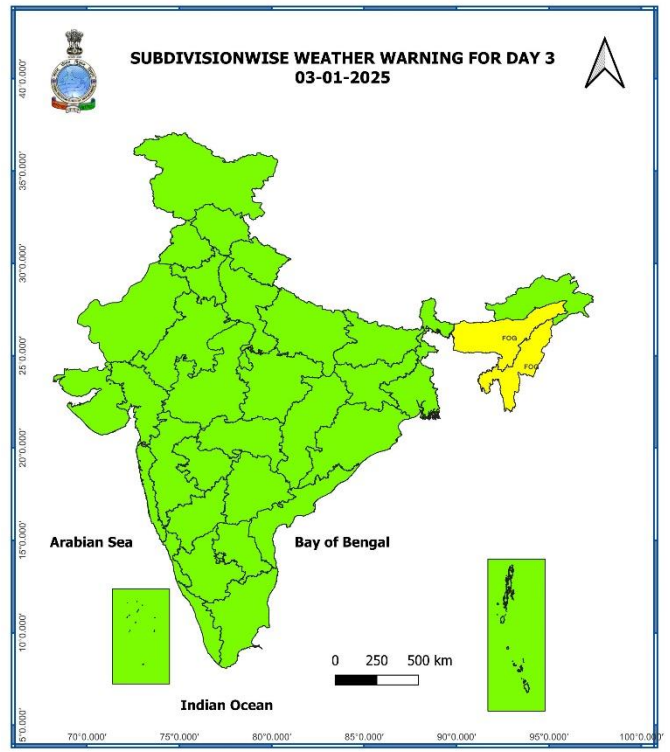 SUBDIVISIONWISE WEATHER WARNING FOR DAY 3
03-01-2025
40°0.000'
35°0.000'
30°0.000'
25°0.000'
20°0.000'
15°0.000'
10°0.000'
5°0.000'
FOG
FOG
Arabian Sea
Bay of Bengal
0 250 500 km
Indian Ocean
70°0.000' 75°0.000' 80°0.000' 85°0.000' 90°0.000' 95°0.000' 100°0.000'